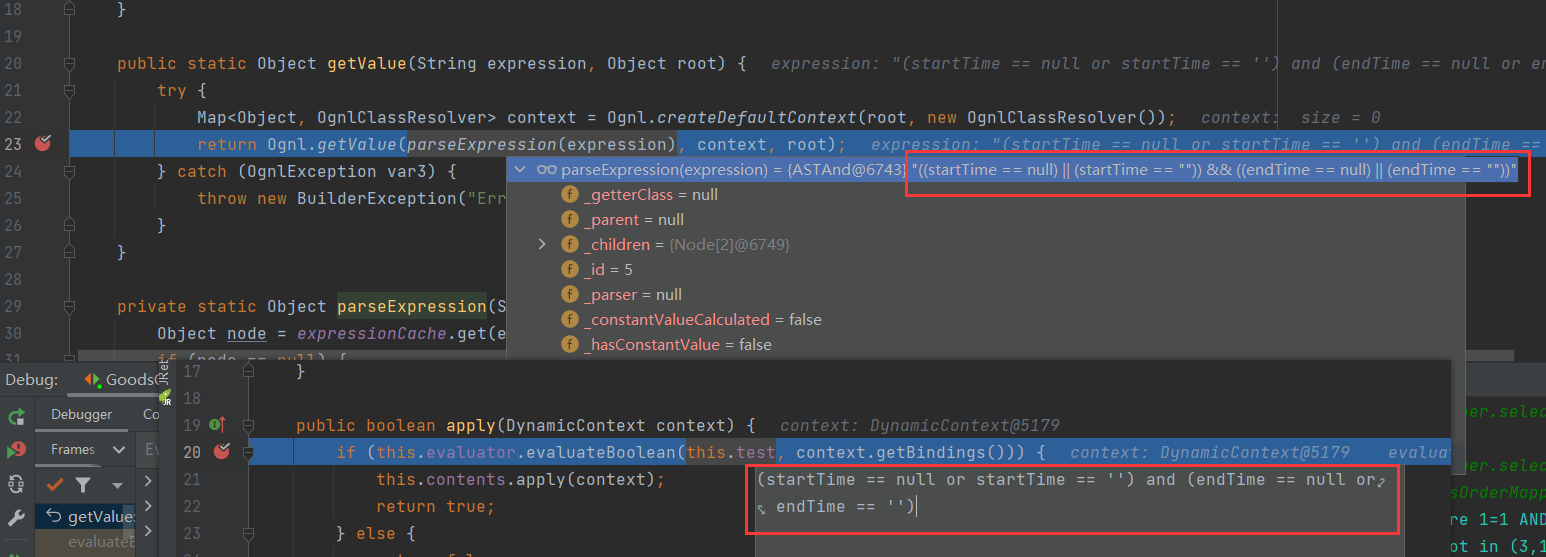 18 }
19
20 public static Object getValue(String expression, Object root) { expression: "(startTime == null or startTime == '') and (endTime == null or en
21 try {
22 Map<Object, OgnlClassResolver> context = Ognl.createDefaultContext(root, new OgnlClassResolver()); context: size = 0
23 return Ognl.getValue(parseExpression(expression), context, root); expression: "(startTime == null or startTime == '') and (endTime ==
parseExpression(expression) = {ASTAnd@6743} "((startTime == null) || (startTime == "")) && ((endTime == null) || (endTime == ""))"
24 } catch (OgnlException var3) {
_getterClass = null
25 throw new BuilderException("Err
_parent = null
26 }
_children = {Node[2]@6749}
27 }
_id = 5
28
_parser = null
29 private static Object parseExpression(S
_constantValueCalculated = false
30 Object node = expressionCache.get(e
_hasConstantValue = false
31 if (node == null) {
Debug: Goods
JRet
JR
Debugger Co
Frames Ev
getValue:
evaluateB
17 }
18
19 public boolean apply(DynamicContext context) { context: DynamicContext@5179
20 if (this.evaluator.evaluateBoolean(this.test, context.getBindings())) { context: DynamicContext@5179 evaluat
21 this.contents.apply(context);
(startTime == null or startTime == '') and (endTime == null or
22 return true;
endTime == '')
23 } else {
per.selec
per.selec
sOrderMapp
re 1=1 AND
ot in (3,1